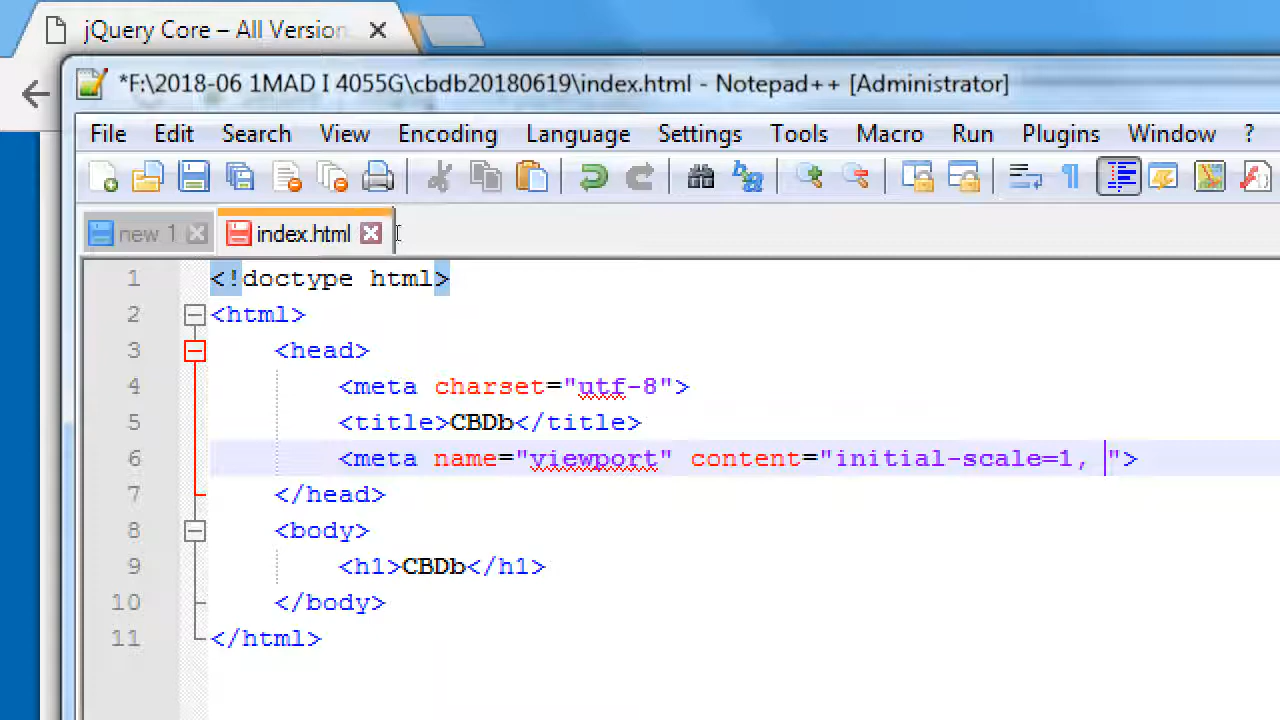 jQuery Core – All Version
*F:\2018-06 1MAD I 4055G\cbdb20180619\index.html - Notepad++ [Administrator]
File Edit Search View Encoding Language Settings Tools Macro Run Plugins Window ?
new 1 index.html
1 <!doctype html>
2 <html>
3 <head>
4 <meta charset="utf-8">
5 <title>CBDb</title>
6 <meta name="viewport" content="initial-scale=1, ">
7 </head>
8 <body>
9 <h1>CBDb</h1>
10 </body>
11 </html>